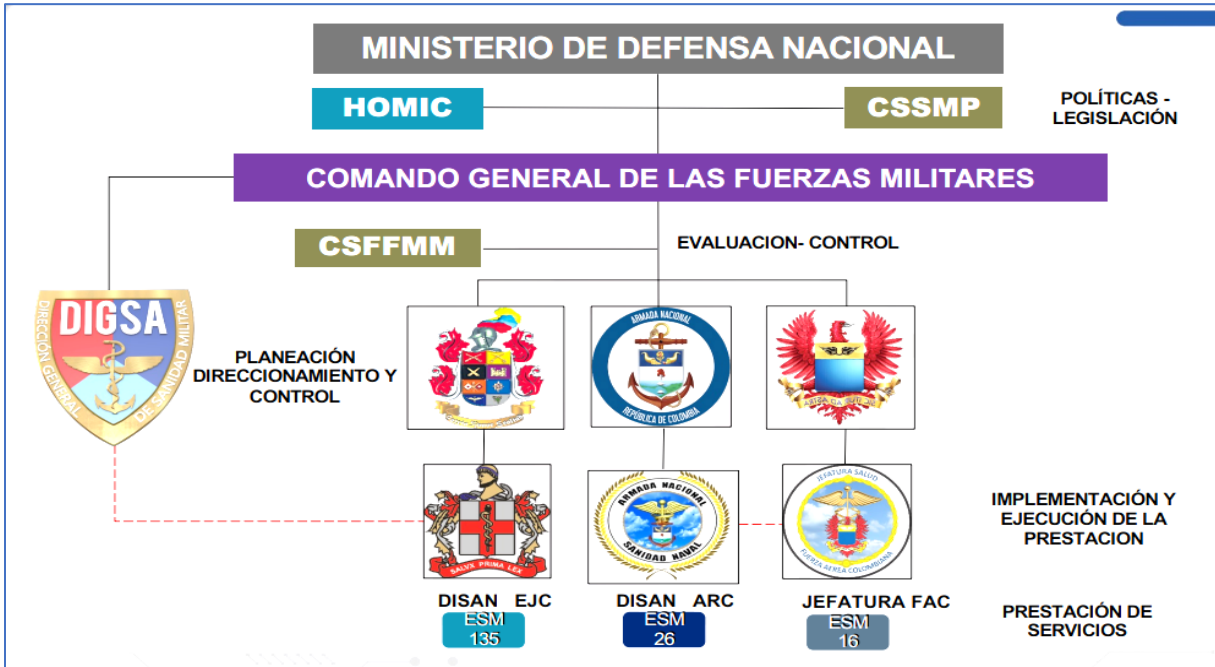 MINISTERIO DE DEFENSA NACIONAL
HOMIC
CSSMP
POLÍTICAS -
LEGISLACIÓN
COMANDO GENERAL DE LAS FUERZAS MILITARES
CSFFMM
EVALUACION- CONTROL
DIGSA
DIRECCIÓN GENERAL DE SANIDAD MILITAR
PLANEACIÓN
DIRECCIONAMIENTO Y
CONTROL
ARMADA NACIONAL
REPÚBLICA DE COLOMBIA
SALVX PRIMA LEX
ARMADA NACIONAL
SANIDAD NAVAL
JEFATURA SALUD
FUERZA AEREA COLOMBIANA
IMPLEMENTACIÓN Y
EJECUCIÓN DE LA
PRESTACION
DISAN EJC
ESM
135
DISAN ARC
ESM
26
JEFATURA FAC
ESM
16
PRESTACIÓN DE
SERVICIOS